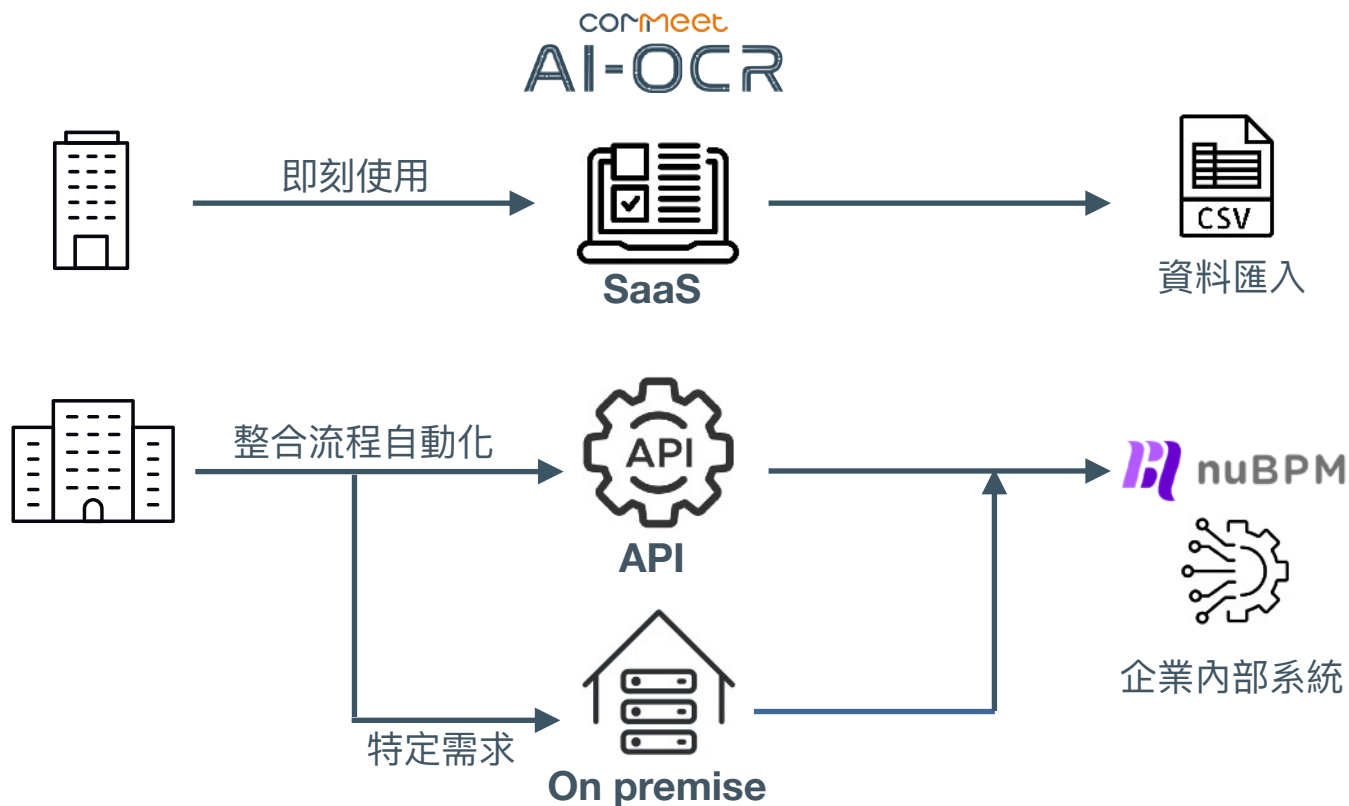 commeet
AI-OCR
即刻使用
SaaS
CSV
資料匯入
整合流程自動化
API
API
nuBPM
企業內部系統
特定需求
On premise